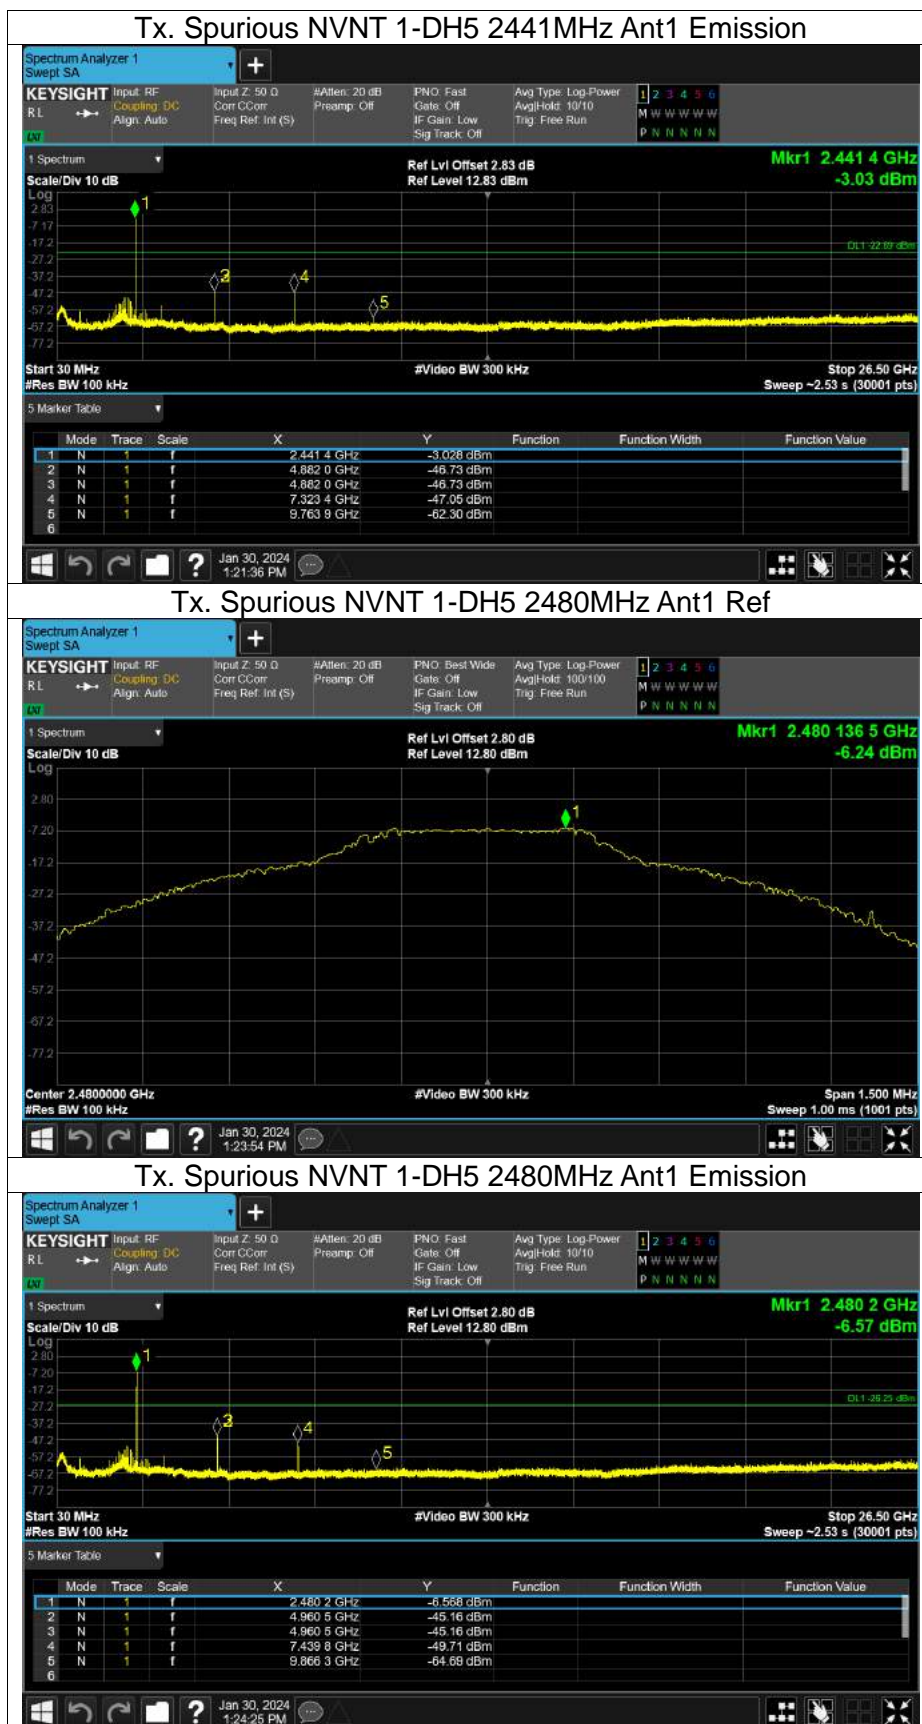 Tx. Spurious NVNT 1-DH5 2441MHz Ant1 Emission
Spectrum Analyzer 1
Swept SA
+
KEYSIGHT Input: RF Input Z: 50 Ω #Atten: 20 dB PNO: Fast Avg Type: Log-Power 1 2 3 4 5 6
R L Coupling: DC Corr CCorr Preamp: Off Gate: Off Avg|Hold: 10/10 M W W W W W
Align: Auto Freq Ref: Int (S) IF Gain: Low Trig: Free Run
LXI Sig Track: Off P N N N N N
1 Spectrum Ref Lvl Offset 2.83 dB Mkr1 2.441 4 GHz
Scale/Div 10 dB Ref Level 12.83 dBm -3.03 dBm
Log
2.83 1
-7.17
-17.2 DL1 -22.89 dBm
-27.2
-37.2 2 3 4
-47.2
-57.2 5
-67.2
-77.2
Start 30 MHz #Video BW 300 kHz Stop 26.50 GHz
#Res BW 100 kHz Sweep ~2.53 s (30001 pts)
5 Marker Table
Mode Trace Scale X Y Function Function Width Function Value
1 N 1 f 2.441 4 GHz -3.028 dBm
2 N 1 f 4.882 0 GHz -46.73 dBm
3 N 1 f 4.882 0 GHz -46.73 dBm
4 N 1 f 7.323 4 GHz -47.05 dBm
5 N 1 f 9.763 9 GHz -62.30 dBm
6
? Jan 30, 2024
1:21:36 PM
Tx. Spurious NVNT 1-DH5 2480MHz Ant1 Ref
Spectrum Analyzer 1
Swept SA
+
KEYSIGHT Input: RF Input Z: 50 Ω #Atten: 20 dB PNO: Best Wide Avg Type: Log-Power 1 2 3 4 5 6
R L Coupling: DC Corr CCorr Preamp: Off Gate: Off Avg|Hold: 100/100 M W W W W W
Align: Auto Freq Ref: Int (S) IF Gain: Low Trig: Free Run
LXI Sig Track: Off P N N N N N
1 Spectrum Ref Lvl Offset 2.80 dB Mkr1 2.480 136 5 GHz
Scale/Div 10 dB Ref Level 12.80 dBm -6.24 dBm
Log
2.80
1
-7.20
-17.2
-27.2
-37.2
-47.2
-57.2
-67.2
-77.2
Center 2.4800000 GHz #Video BW 300 kHz Span 1.500 MHz
#Res BW 100 kHz Sweep 1.00 ms (1001 pts)
? Jan 30, 2024
1:23:54 PM
Tx. Spurious NVNT 1-DH5 2480MHz Ant1 Emission
Spectrum Analyzer 1
Swept SA
+
KEYSIGHT Input: RF Input Z: 50 Ω #Atten: 20 dB PNO: Fast Avg Type: Log-Power 1 2 3 4 5 6
R L Coupling: DC Corr CCorr Preamp: Off Gate: Off Avg|Hold: 10/10 M W W W W W
Align: Auto Freq Ref: Int (S) IF Gain: Low Trig: Free Run
LXI Sig Track: Off P N N N N N
1 Spectrum Ref Lvl Offset 2.80 dB Mkr1 2.480 2 GHz
Scale/Div 10 dB Ref Level 12.80 dBm -6.57 dBm
Log
2.80 1
-7.20
-17.2
-27.2 DL1 -26.25 dBm
-37.2 2 3 4
-47.2
-57.2 5
-67.2
-77.2
Start 30 MHz #Video BW 300 kHz Stop 26.50 GHz
#Res BW 100 kHz Sweep ~2.53 s (30001 pts)
5 Marker Table
Mode Trace Scale X Y Function Function Width Function Value
1 N 1 f 2.480 2 GHz -6.568 dBm
2 N 1 f 4.960 5 GHz -45.16 dBm
3 N 1 f 4.960 5 GHz -45.16 dBm
4 N 1 f 7.439 8 GHz -49.71 dBm
5 N 1 f 9.866 3 GHz -64.69 dBm
6
? Jan 30, 2024
1:24:25 PM